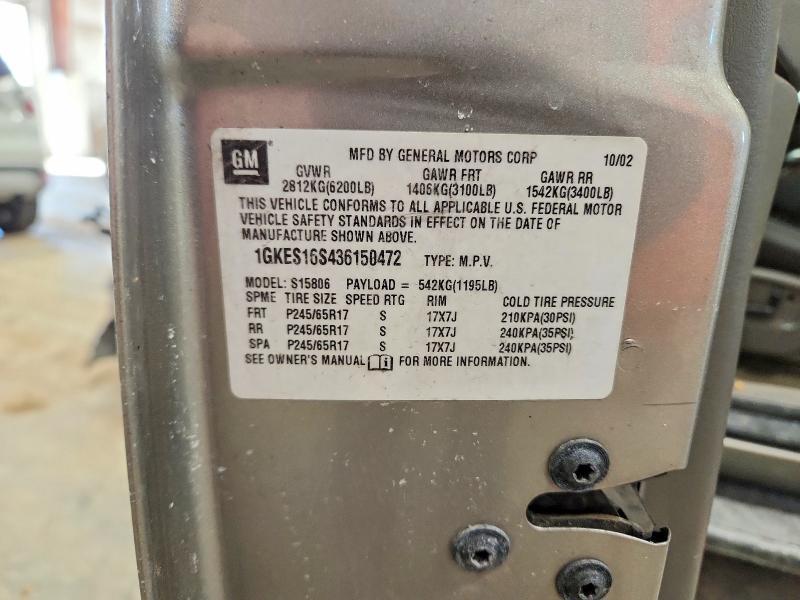 GM
MFD BY GENERAL MOTORS CORP 10/02
GVWR GAWR FRT GAWR RR
2812KG(6200LB) 1406KG(3100LB) 1542KG(3400LB)
THIS VEHICLE CONFORMS TO ALL APPLICABLE U.S. FEDERAL MOTOR
VEHICLE SAFETY STANDARDS IN EFFECT ON THE DATE OF
MANUFACTURE SHOWN ABOVE.
1GKES16S436150472 TYPE: M.P.V.
MODEL: S15806 PAYLOAD = 542KG(1195LB)
SPME TIRE SIZE SPEED RTG RIM COLD TIRE PRESSURE
FRT P245/65R17 S 17X7J 210KPA(30PSI)
RR P245/65R17 S 17X7J 240KPA(35PSI)
SPA P245/65R17 S 17X7J 240KPA(35PSI)
SEE OWNER'S MANUAL FOR MORE INFORMATION.